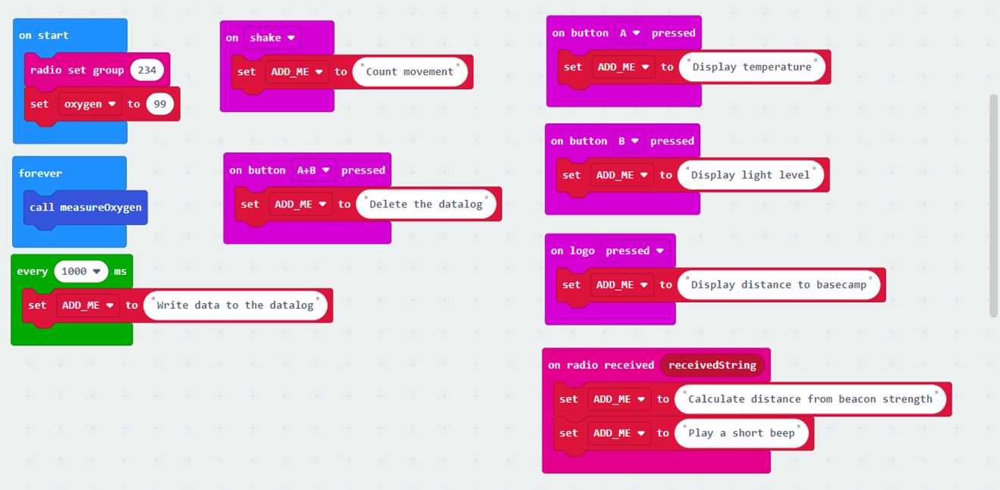 on start
radio set group 234
set oxygen to 99
forever
call measureOxygen
every 1000 ms
set ADD_ME to "Write data to the datalog"
on shake
set ADD_ME to "Count movement"
on button A+B pressed
set ADD_ME to "Delete the datalog"
on button A pressed
set ADD_ME to "Display temperature"
on button B pressed
set ADD_ME to "Display light level"
on logo pressed
set ADD_ME to "Display distance to basecamp"
on radio received receivedString
set ADD_ME to "Calculate distance from beacon strength"
set ADD_ME to "Play a short beep"